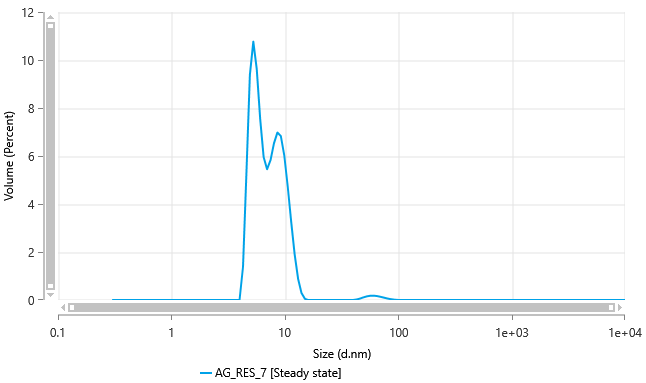 Volume (Percent)
12
10
8
6
4
2
0
0.1 1 10 100 1e+03 1e+04
Size (d.nm)
AG_RES_7 [Steady state]